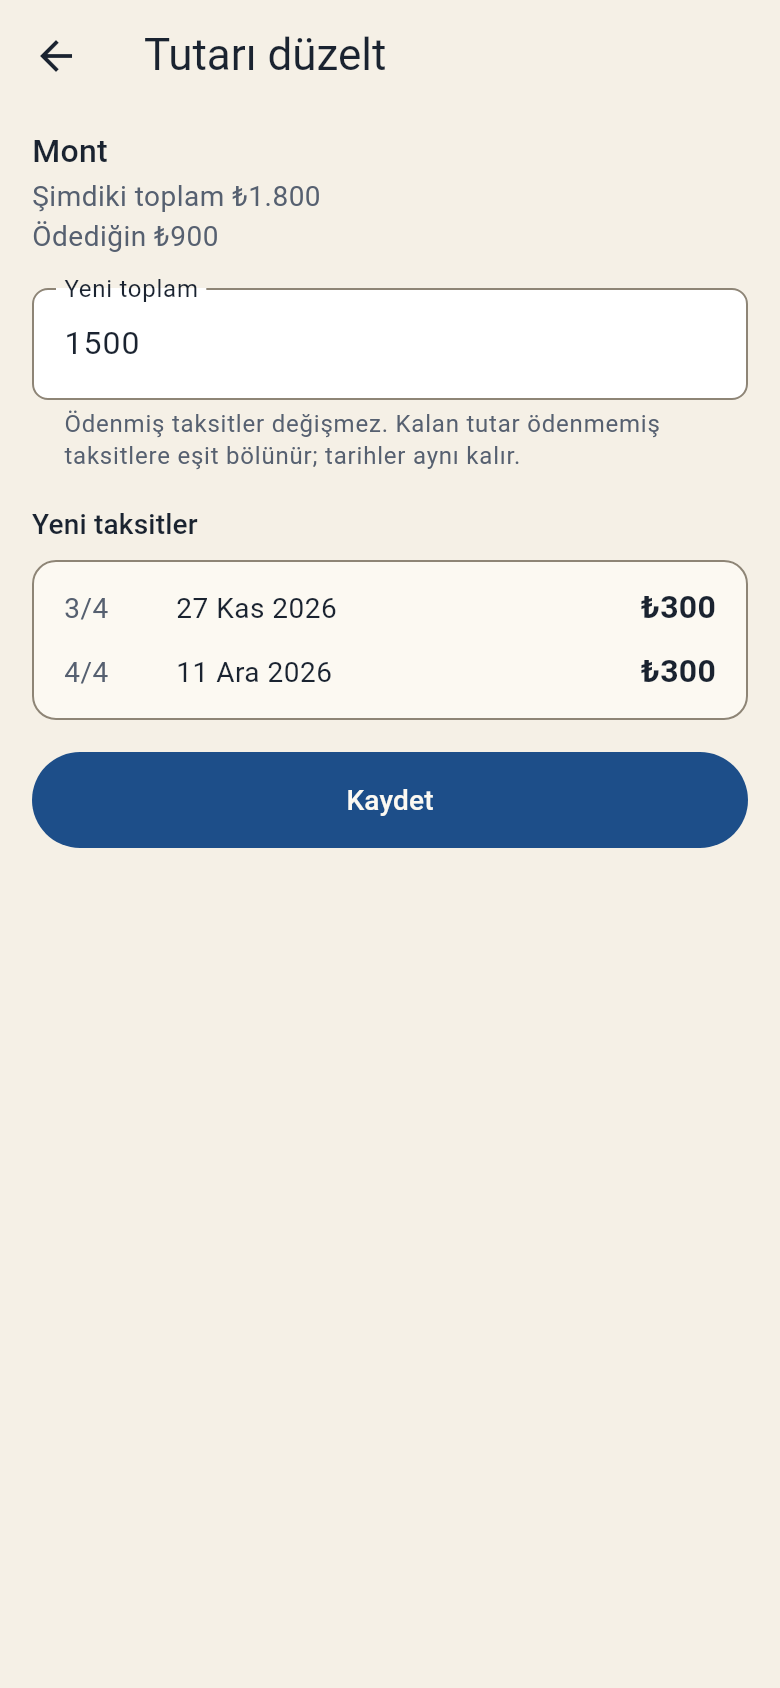 Tutarı düzelt
Mont
Şimdiki toplam ₺1.800
Ödediğin ₺900
Yeni toplam
1500
Ödenmiş taksitler değişmez. Kalan tutar ödenmemiş
taksitlere eşit bölünür; tarihler aynı kalır.
Yeni taksitler
3/4 27 Kas 2026 ₺300
4/4 11 Ara 2026 ₺300
Kaydet